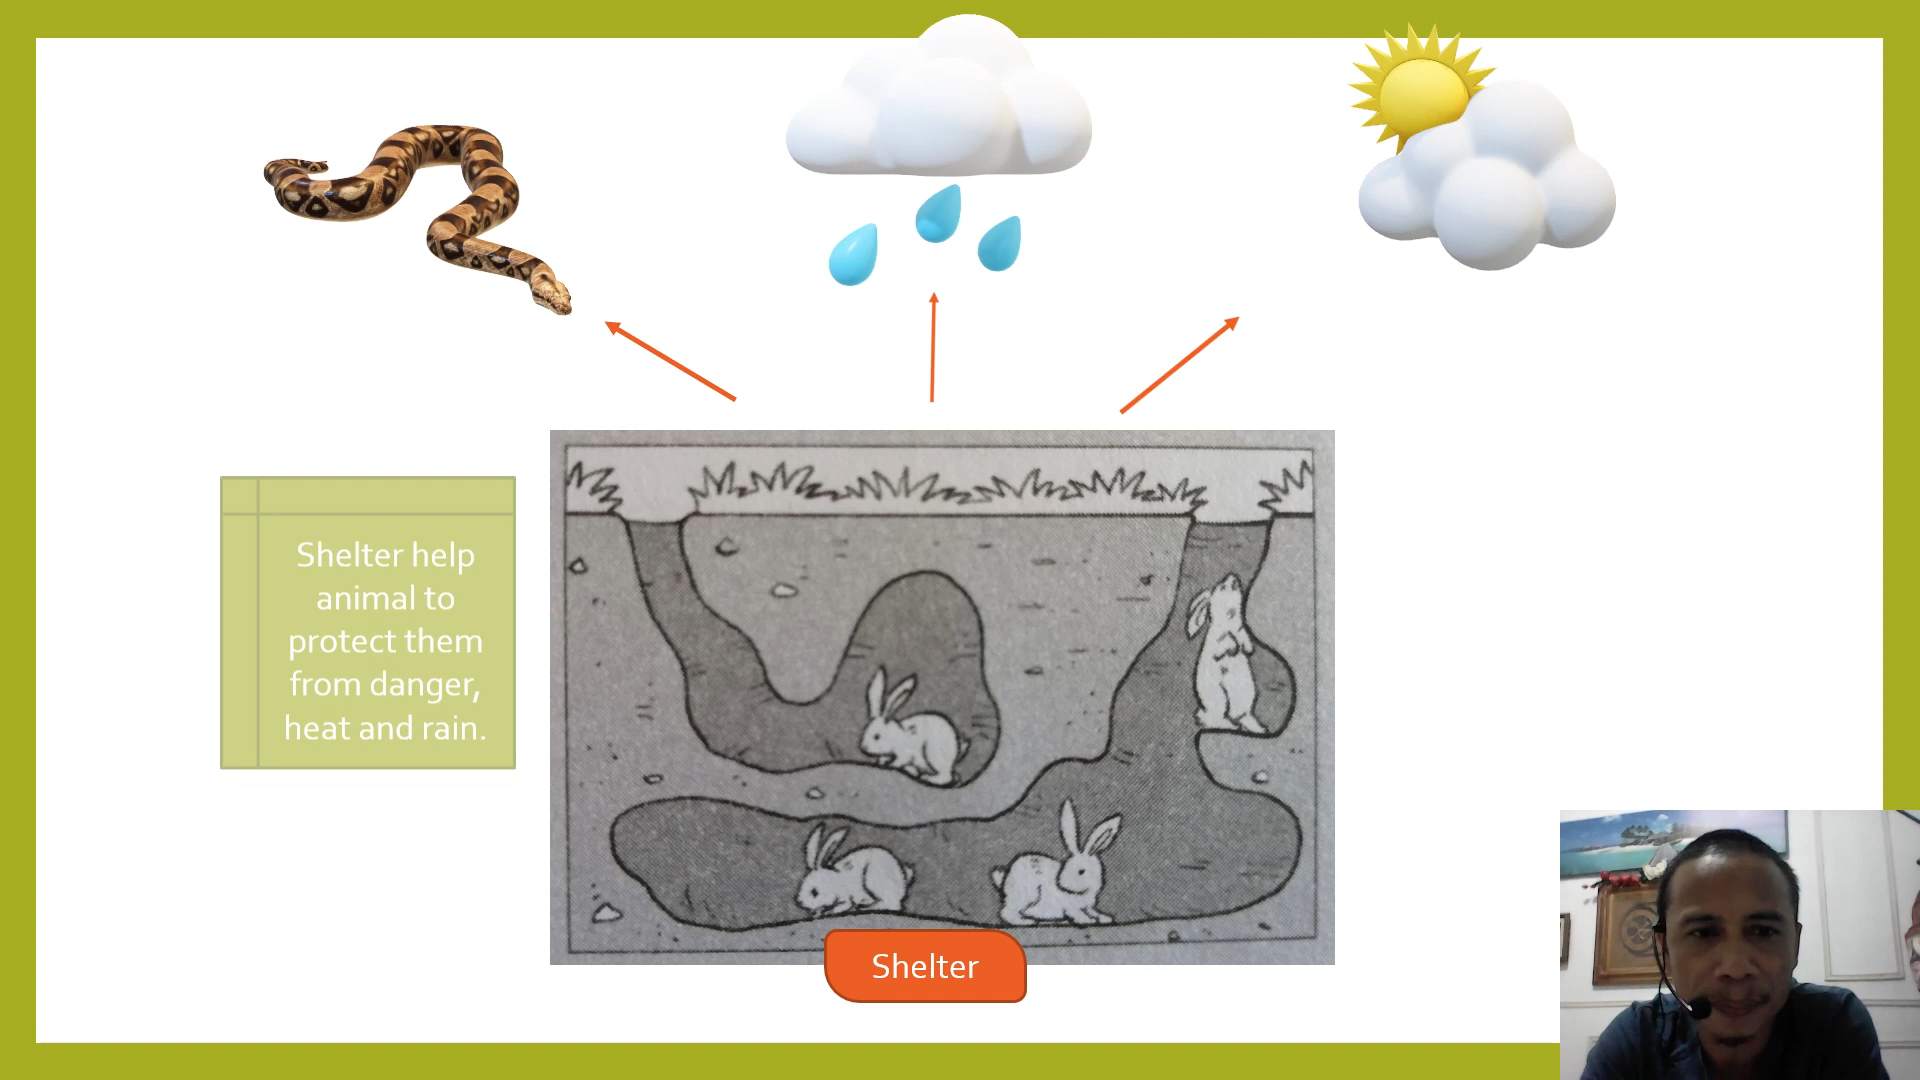 Shelter help
animal to
protect them
from danger,
heat and rain.
Shelter